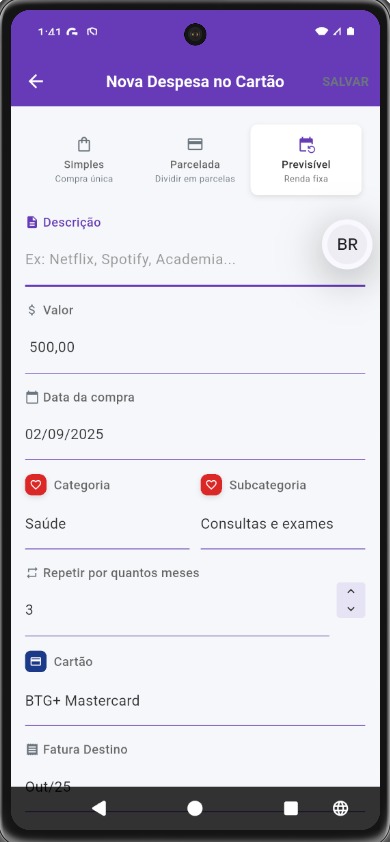 1:41
Nova Despesa no Cartão
SALVAR
Simples
Compra única
Parcelada
Dividir em parcelas
Previsível
Renda fixa
Descrição
BR
Ex: Netflix, Spotify, Academia...
$ Valor
500,00
Data da compra
02/09/2025
Categoria
Subcategoria
Saúde
Consultas e exames
Repetir por quantos meses
3
Cartão
BTG+ Mastercard
Fatura Destino
Out/25